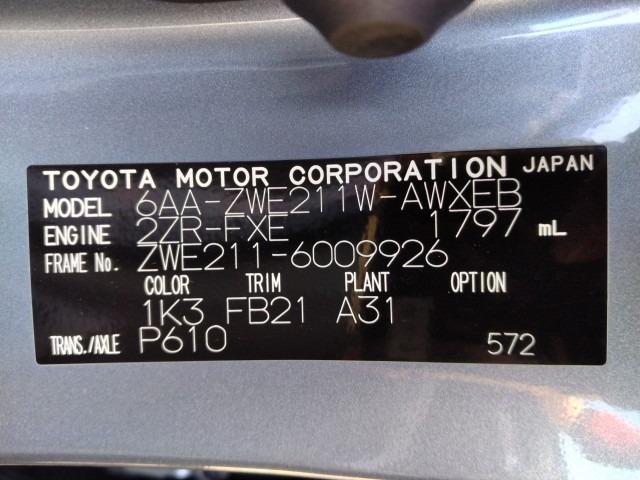 TOYOTA MOTOR CORPORATION JAPAN
MODEL 6AA-ZWE211W-AWXEB
ENGINE 2ZR-FXE 1797 mL
FRAME No. ZWE211-6009926
COLOR TRIM PLANT OPTION
1K3 FB21 A31
TRANS./AXLE P610 572